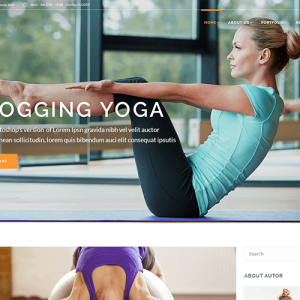 HOME ABOUT US PORTFOLIO
OGGING YOGA
toshop's version of Lorem Ipsn gravida nibh vel velit auctor
nean sollicitudin, lorem quis bibendum auci elit consequat ipsutis
Search
ABOUT AUTOR